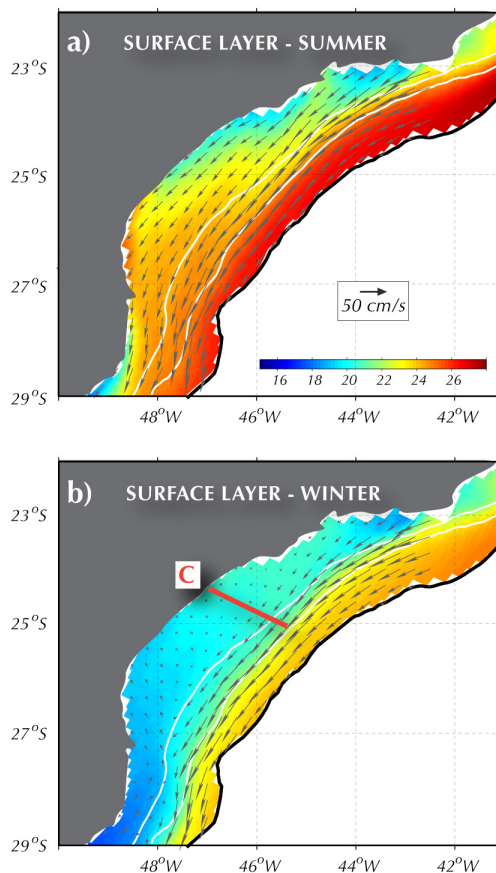 a) SURFACE LAYER - SUMMER
23°S
25°S
27°S
50 cm/s
16 18 20 22 24 26
29°S
48°W 46°W 44°W 42°W
b) SURFACE LAYER - WINTER
23°S
C
25°S
27°S
29°S
48°W 46°W 44°W 42°W